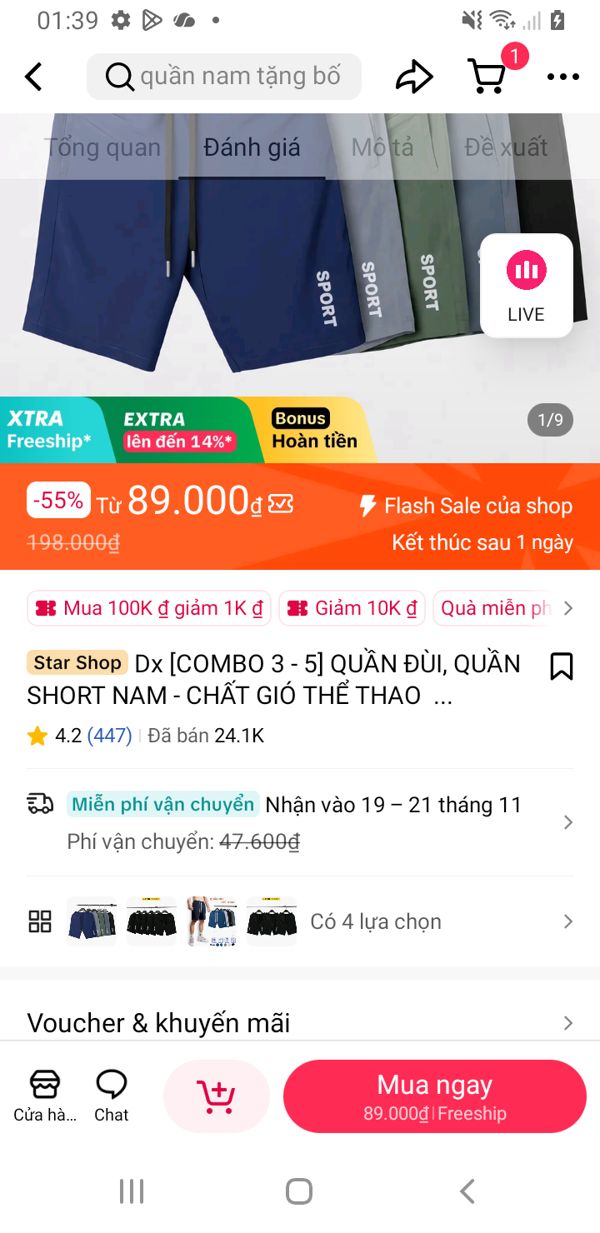 01:39
1
quần nam tặng bố
Tổng quan Đánh giá Mô tả Đề xuất
SPORT
SPORT
SPORT
LIVE
XTRA
Freeship*
EXTRA
lên đến 14%*
Bonus
Hoàn tiền
1/9
-55% Từ 89.000₫
198.000₫
Flash Sale của shop
Kết thúc sau 1 ngày
Mua 100K ₫ giảm 1K ₫ Giảm 10K ₫ Quà miễn ph
Star Shop Dx [COMBO 3 - 5] QUẦN ĐÙI, QUẦN
SHORT NAM - CHẤT GIÓ THỂ THAO ...
4.2 (447) Đã bán 24.1K
Miễn phí vận chuyển Nhận vào 19 – 21 tháng 11
Phí vận chuyển: 47.600₫
Có 4 lựa chọn
Voucher & khuyến mãi
Cửa hà...
Chat
Mua ngay
89.000₫ | Freeship